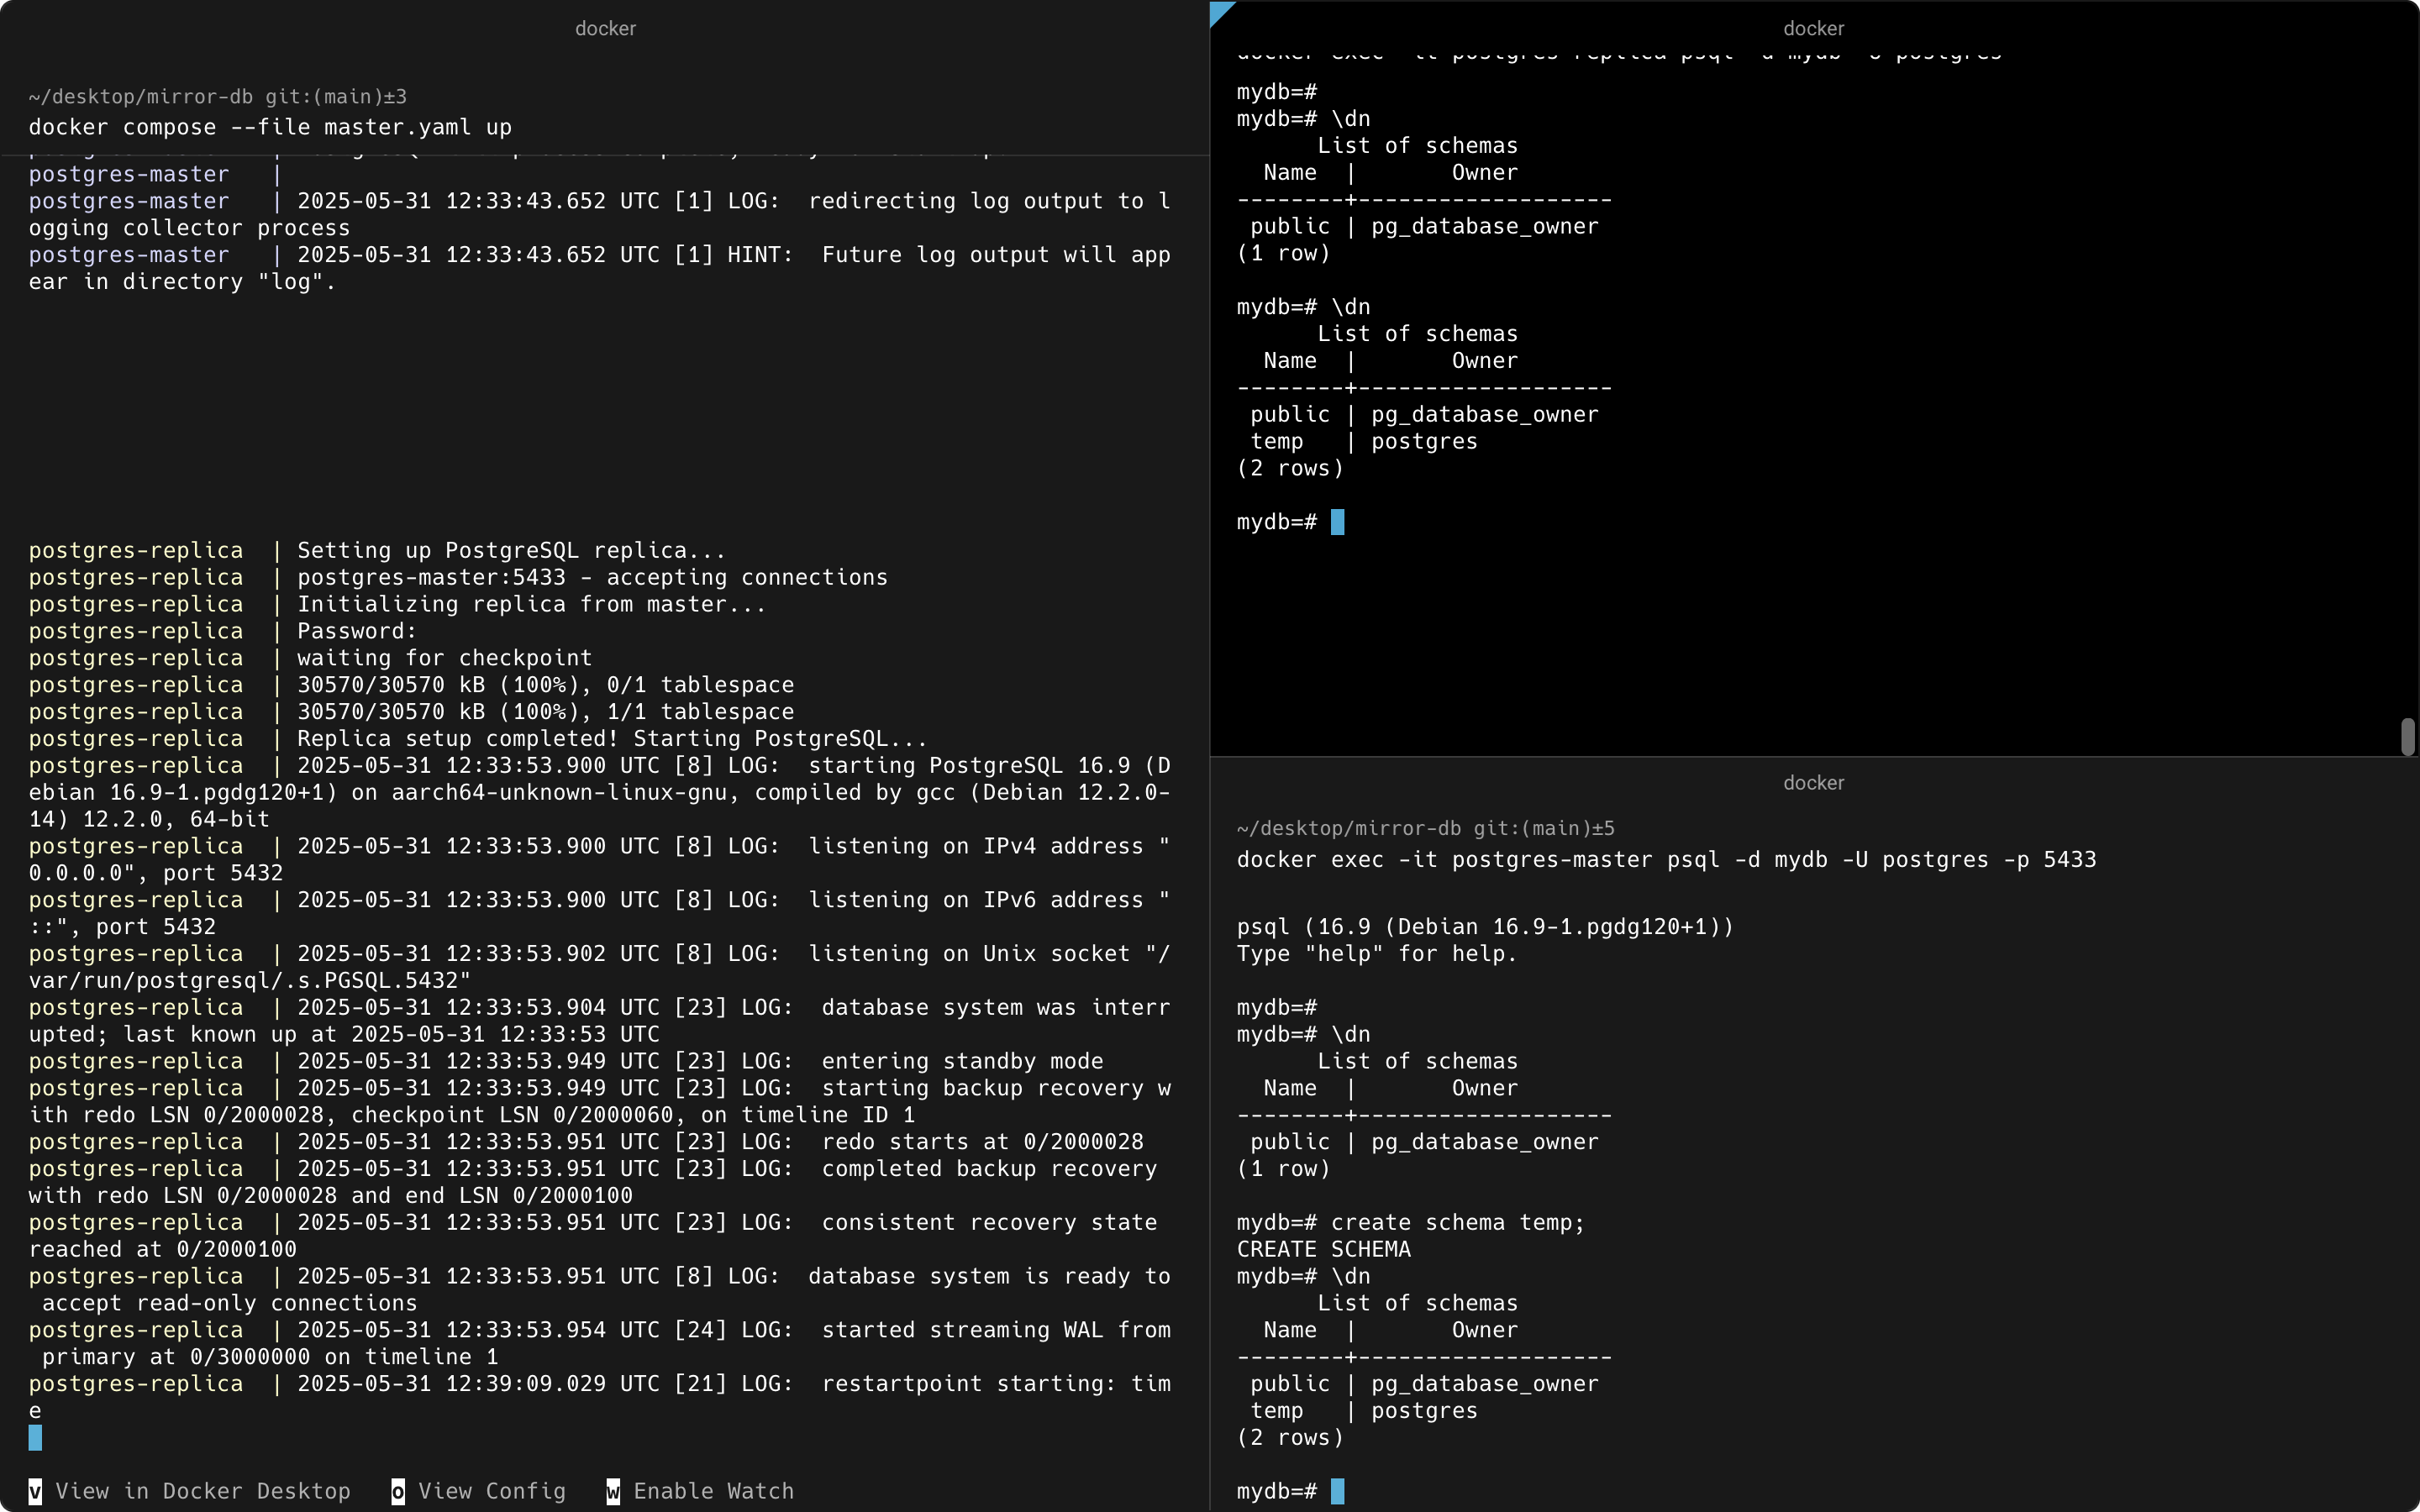 docker
~/desktop/mirror-db git:(main)±3
docker compose --file master.yaml up
postgres-master   |
postgres-master   | 2025-05-31 12:33:43.652 UTC [1] LOG:  redirecting log output to l
ogging collector process
postgres-master   | 2025-05-31 12:33:43.652 UTC [1] HINT:  Future log output will app
ear in directory "log".
postgres-replica  | Setting up PostgreSQL replica...
postgres-replica  | postgres-master:5433 - accepting connections
postgres-replica  | Initializing replica from master...
postgres-replica  | Password:
postgres-replica  | waiting for checkpoint
postgres-replica  | 30570/30570 kB (100%), 0/1 tablespace
postgres-replica  | 30570/30570 kB (100%), 1/1 tablespace
postgres-replica  | Replica setup completed! Starting PostgreSQL...
postgres-replica  | 2025-05-31 12:33:53.900 UTC [8] LOG:  starting PostgreSQL 16.9 (D
ebian 16.9-1.pgdg120+1) on aarch64-unknown-linux-gnu, compiled by gcc (Debian 12.2.0-
14) 12.2.0, 64-bit
postgres-replica  | 2025-05-31 12:33:53.900 UTC [8] LOG:  listening on IPv4 address "
0.0.0.0", port 5432
postgres-replica  | 2025-05-31 12:33:53.900 UTC [8] LOG:  listening on IPv6 address "
::", port 5432
postgres-replica  | 2025-05-31 12:33:53.902 UTC [8] LOG:  listening on Unix socket "/
var/run/postgresql/.s.PGSQL.5432"
postgres-replica  | 2025-05-31 12:33:53.904 UTC [23] LOG:  database system was interr
upted; last known up at 2025-05-31 12:33:53 UTC
postgres-replica  | 2025-05-31 12:33:53.949 UTC [23] LOG:  entering standby mode
postgres-replica  | 2025-05-31 12:33:53.949 UTC [23] LOG:  starting backup recovery w
ith redo LSN 0/2000028, checkpoint LSN 0/2000060, on timeline ID 1
postgres-replica  | 2025-05-31 12:33:53.951 UTC [23] LOG:  redo starts at 0/2000028
postgres-replica  | 2025-05-31 12:33:53.951 UTC [23] LOG:  completed backup recovery
with redo LSN 0/2000028 and end LSN 0/2000100
postgres-replica  | 2025-05-31 12:33:53.951 UTC [23] LOG:  consistent recovery state
reached at 0/2000100
postgres-replica  | 2025-05-31 12:33:53.951 UTC [8] LOG:  database system is ready to
 accept read-only connections
postgres-replica  | 2025-05-31 12:33:53.954 UTC [24] LOG:  started streaming WAL from
 primary at 0/3000000 on timeline 1
postgres-replica  | 2025-05-31 12:39:09.029 UTC [21] LOG:  restartpoint starting: tim
e
v View in Docker Desktop   o View Config   w Enable Watch
docker
docker exec -it postgres-replica psql -d mydb -U postgres
mydb=#
mydb=# \dn
      List of schemas
  Name  |       Owner
--------+-------------------
 public | pg_database_owner
(1 row)
mydb=# \dn
      List of schemas
  Name  |       Owner
--------+-------------------
 public | pg_database_owner
 temp   | postgres
(2 rows)
mydb=#
docker
~/desktop/mirror-db git:(main)±5
docker exec -it postgres-master psql -d mydb -U postgres -p 5433
psql (16.9 (Debian 16.9-1.pgdg120+1))
Type "help" for help.
mydb=#
mydb=# \dn
      List of schemas
  Name  |       Owner
--------+-------------------
 public | pg_database_owner
(1 row)
mydb=# create schema temp;
CREATE SCHEMA
mydb=# \dn
      List of schemas
  Name  |       Owner
--------+-------------------
 public | pg_database_owner
 temp   | postgres
(2 rows)
mydb=#